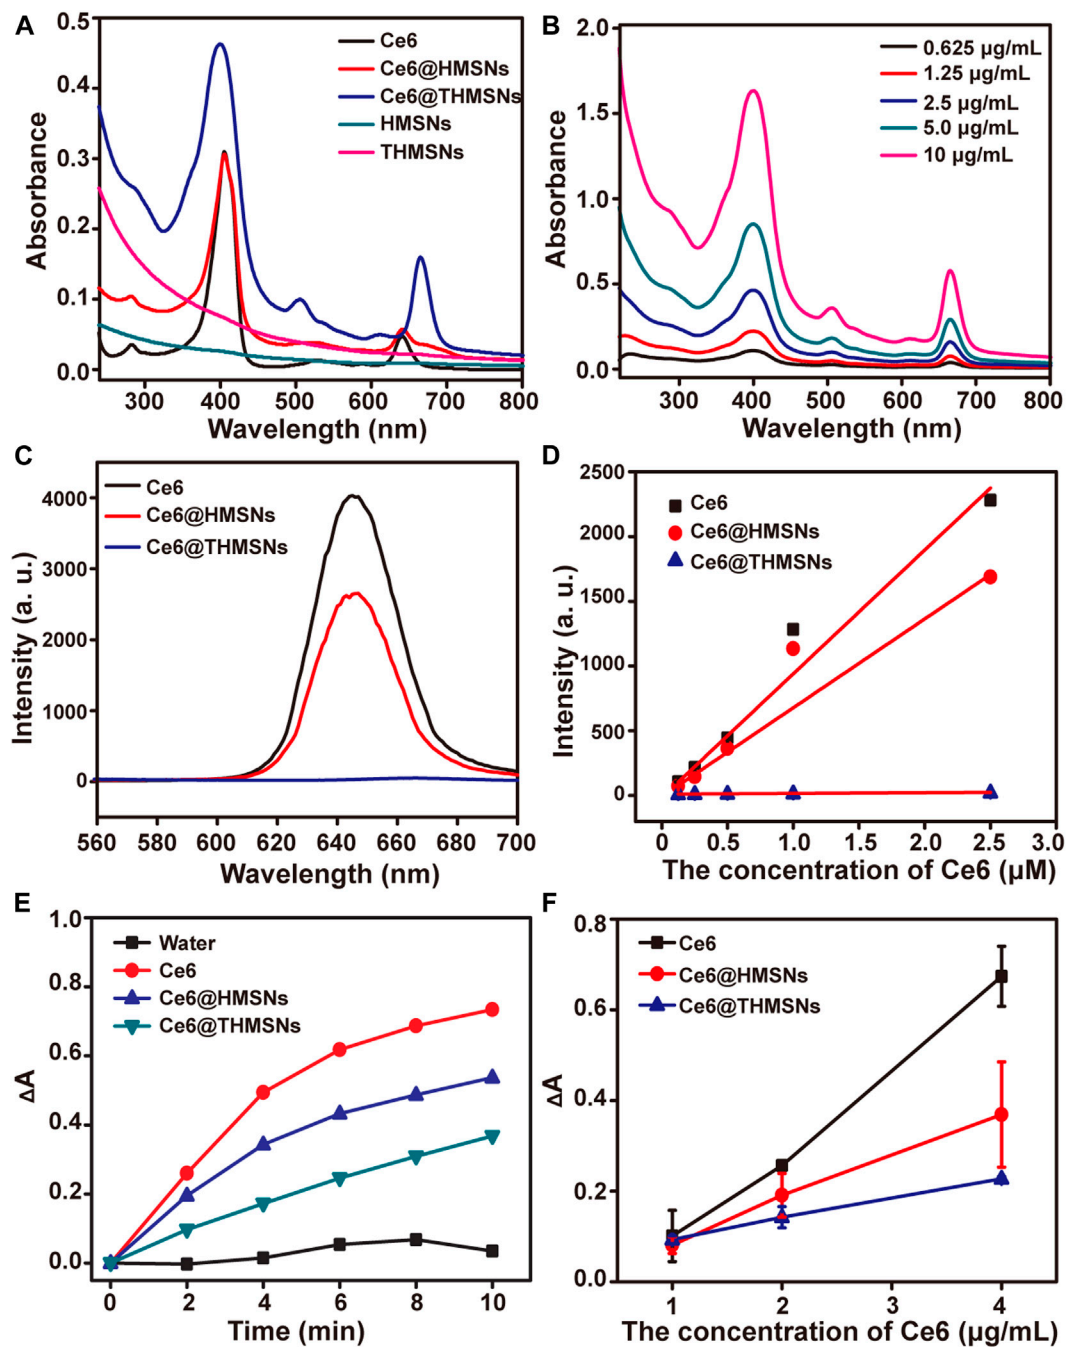 A
0.5
0.4
0.3
0.2
0.1
0.0
Absorbance
Ce6
Ce6@HMSNs
Ce6@THMSNs
HMSNs
THMSNs
300 400 500 600 700 800
Wavelength (nm)
B
2.0
1.5
1.0
0.5
0.0
Absorbance
0.625 µg/mL
1.25 µg/mL
2.5 µg/mL
5.0 µg/mL
10 µg/mL
300 400 500 600 700 800
Wavelength (nm)
C
4000
3000
2000
1000
0
Intensity (a. u.)
Ce6
Ce6@HMSNs
Ce6@THMSNs
560 580 600 620 640 660 680 700
Wavelength (nm)
D
2500
2000
1500
1000
500
0
Intensity (a. u.)
Ce6
Ce6@HMSNs
Ce6@THMSNs
0 0.5 1.0 1.5 2.0 2.5 3.0
The concentration of Ce6 (µM)
E
1.0
0.8
0.6
0.4
0.2
0.0
ΔA
Water
Ce6
Ce6@HMSNs
Ce6@THMSNs
0 2 4 6 8 10
Time (min)
F
0.8
0.6
0.4
0.2
0.0
ΔA
Ce6
Ce6@HMSNs
Ce6@THMSNs
1 2 3 4
The concentration of Ce6 (µg/mL)